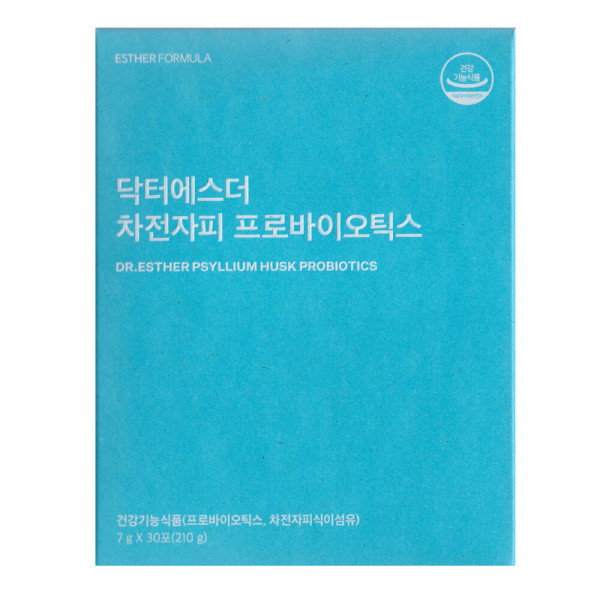 ESTHER FORMULA
건강
기능식품
닥터에스더
차전자피 프로바이오틱스
DR.ESTHER PSYLLIUM HUSK PROBIOTICS
건강기능식품(프로바이오틱스, 차전자피식이섬유)
7 g X 30포(210 g)